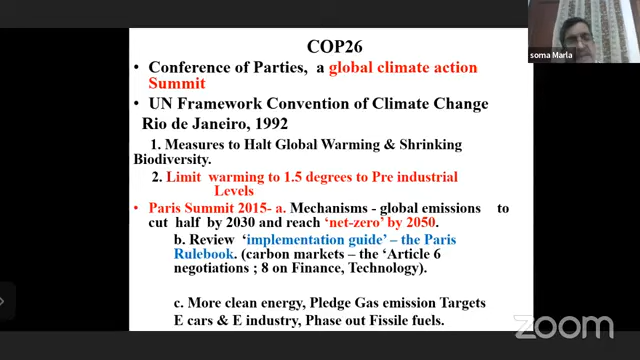 COP26
• Conference of Parties, a global climate action
Summit
• UN Framework Convention of Climate Change
Rio de Janeiro, 1992
1. Measures to Halt Global Warming & Shrinking
Biodiversity.
2. Limit warming to 1.5 degrees to Pre industrial
Levels
• Paris Summit 2015- a. Mechanisms - global emissions to
cut half by 2030 and reach ‘net-zero’ by 2050.
b. Review ‘implementation guide’ – the Paris
Rulebook. (carbon markets – the ‘Article 6
negotiations ; 8 on Finance, Technology).
c. More clean energy, Pledge Gas emission Targets
E cars & E industry, Phase out Fissile fuels.
soma Marla
zoom